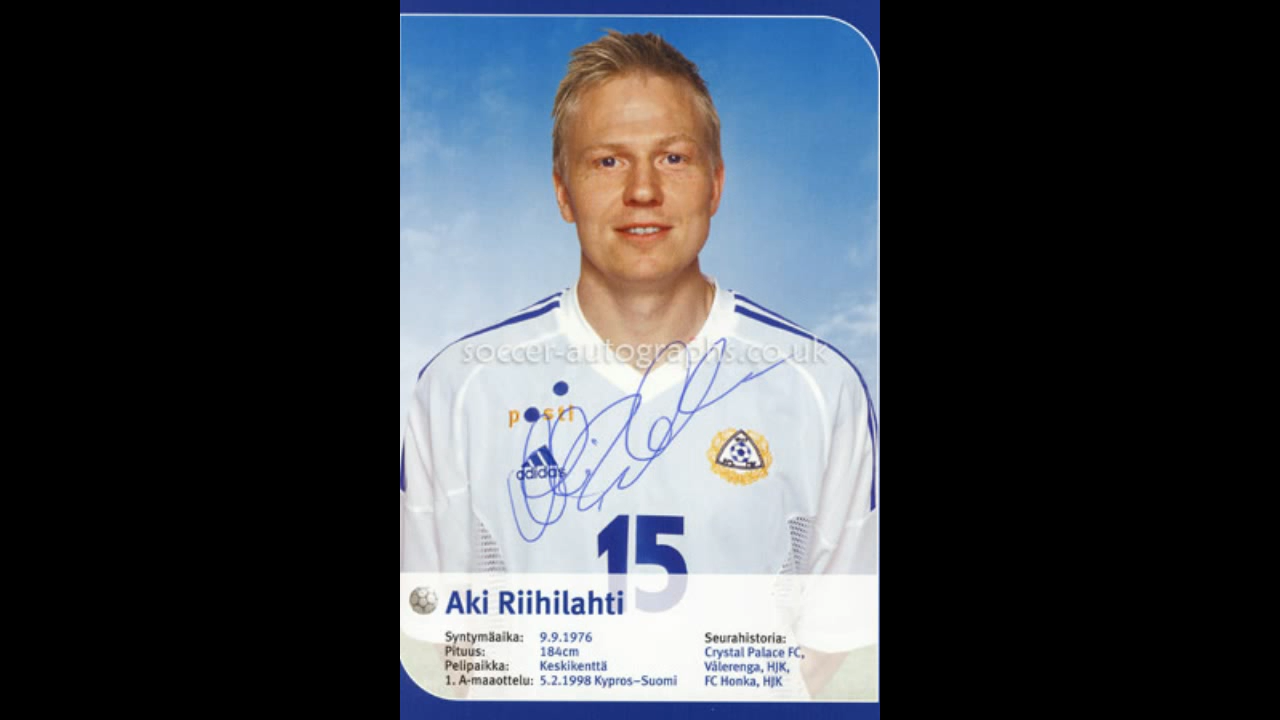 soccer-autographs.co.uk
posti
adidas
15
Aki Riihilahti
Syntymäaika: 9.9.1976
Pituus: 184cm
Pelipaikka: Keskikenttä
1. A-maaottelu: 5.2.1998 Kypros–Suomi
Seurahistoria:
Crystal Palace FC,
Vålerenga, HJK,
FC Honka, HJK